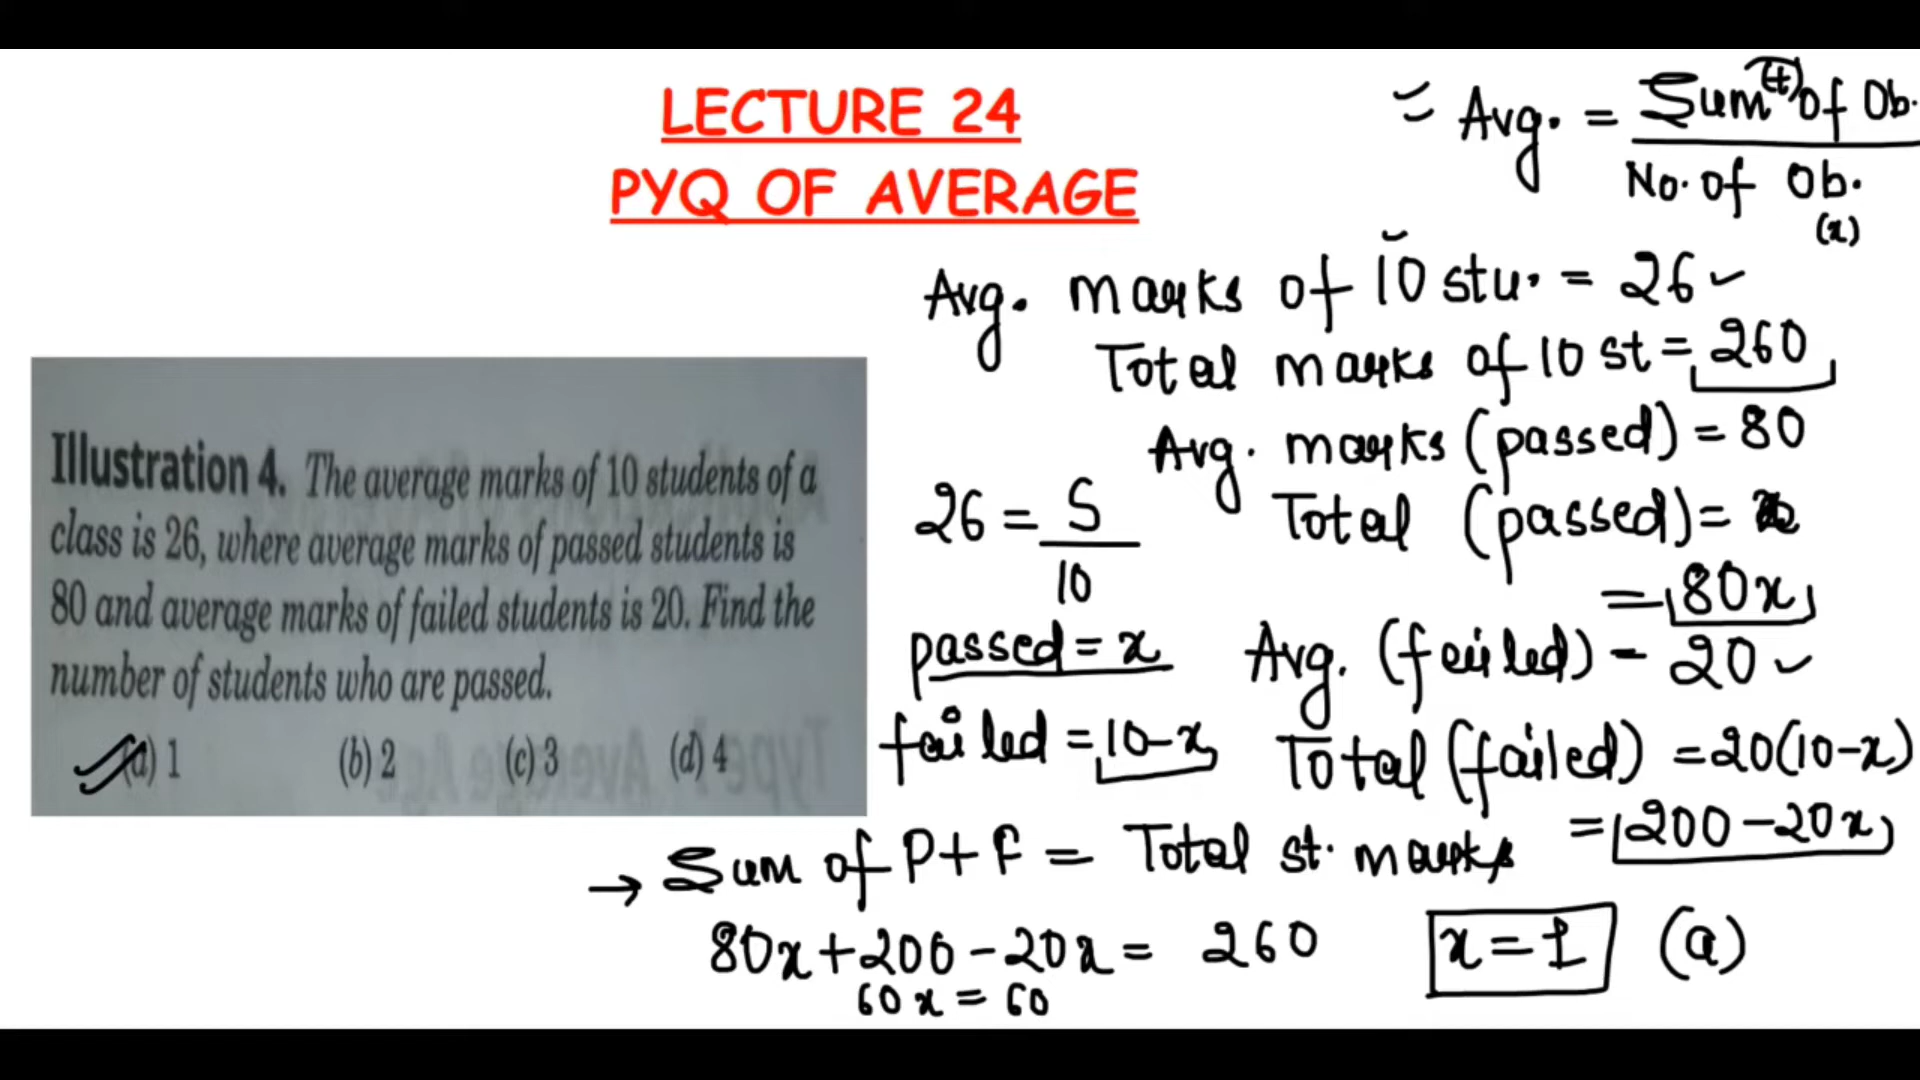 LECTURE 24
PYQ OF AVERAGE
= Avg. = Sum (+) of Ob.
No. of Ob.
(x)
Avg. marks of 10 stu. = 26
Total marks of 10 st = 260
Avg. marks (passed) = 80
26 = S
10
Total (passed) =
= 80x
passed = x
Avg. (failed) - 20
failed = 10-x
Total (failed) = 20(10-x)
= 200 - 20x
Illustration 4. The average marks of 10 students of a
class is 26, where average marks of passed students is
80 and average marks of failed students is 20. Find the
number of students who are passed.
(a) 1 (b) 2 (c) 3 (d) 4
→ Sum of P+F = Total st. marks
80x+200-20x = 260
60x = 60
x = 1 (a)